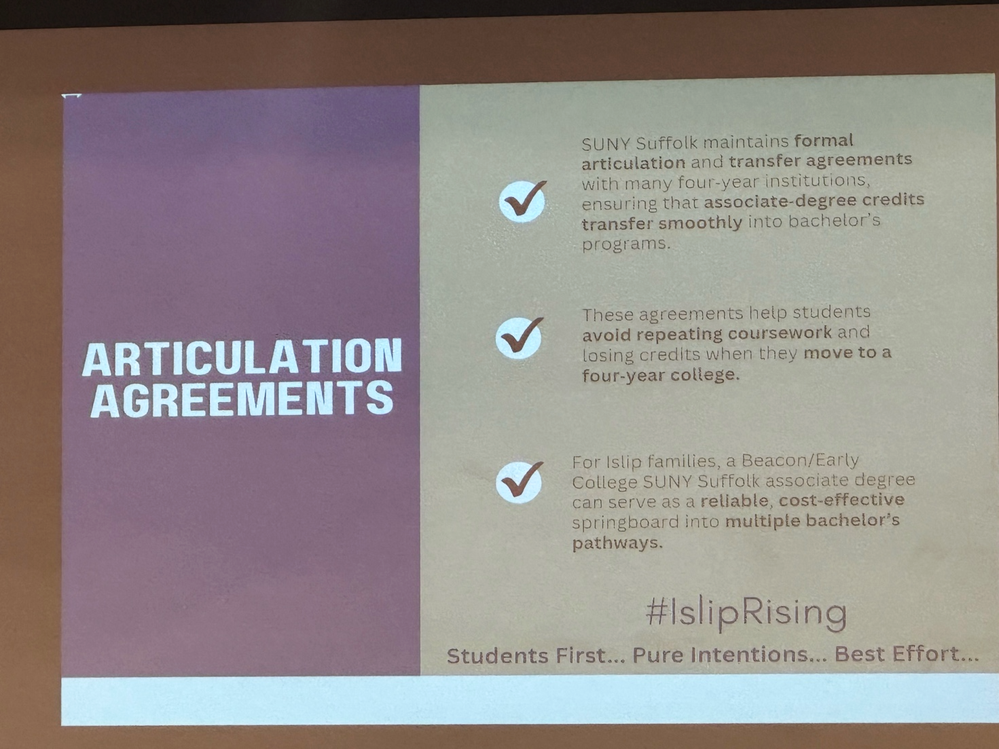 ARTICULATION
AGREEMENTS
SUNY Suffolk maintains formal
articulation and transfer agreements
with many four-year institutions,
ensuring that associate-degree credits
transfer smoothly into bachelor's
programs.
These agreements help students
avoid repeating coursework and
losing credits when they move to a
four-year college.
For Islip families, a Beacon/Early
College SUNY Suffolk associate degree
can serve as a reliable, cost-effective
springboard into multiple bachelor's
pathways.
#IslipRising
Students First... Pure Intentions... Best Effort...